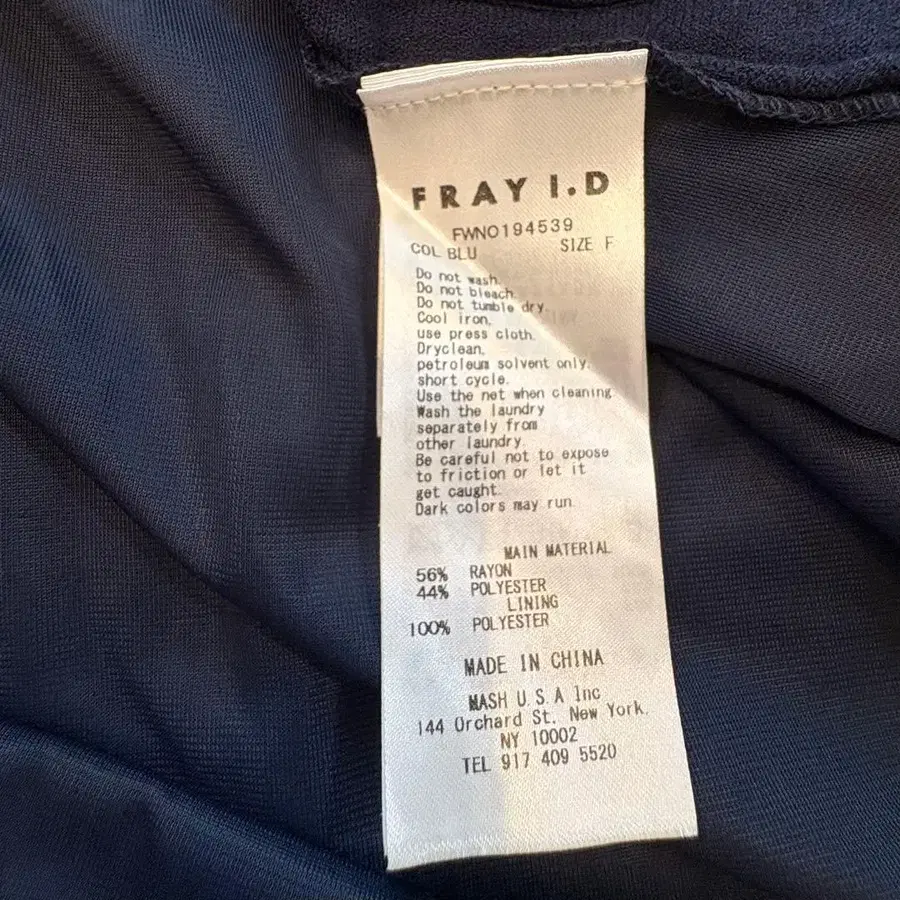 FRAY I.D
FWNO194539
COL BLU SIZE F
Do not wash.
Do not bleach.
Do not tumble dry.
Cool iron,
use press cloth.
Dryclean,
petroleum solvent only,
short cycle.
Use the net when cleaning.
Wash the laundry
separately from
other laundry.
Be careful not to expose
to friction or let it
get caught.
Dark colors may run.
MAIN MATERIAL
56% RAYON
44% POLYESTER
LINING
100% POLYESTER
MADE IN CHINA
MASH U.S.A Inc
144 Orchard St. New York.
NY 10002
TEL 917 409 5520